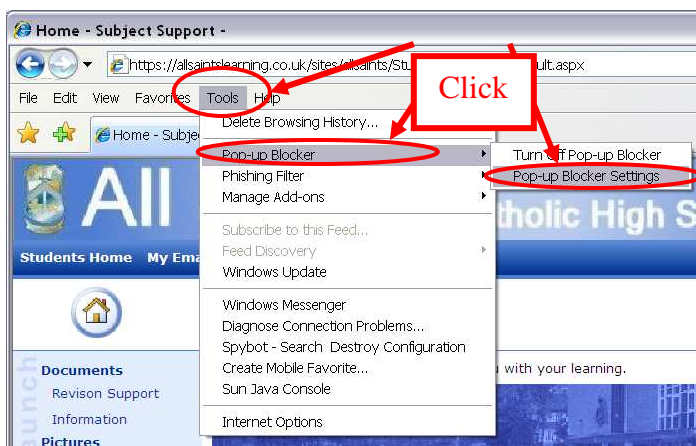 Home - Subject Support -
https://allsaintslearning.co.uk/sites/allsaints/Stu
ult.aspx
Click
File Edit View Favorites Tools Help
Home - Subje
Delete Browsing History...
Pop-up Blocker
Turn Off Pop-up Blocker
Phishing Filter
Pop-up Blocker Settings
Manage Add-ons
All
tholic High S
Subscribe to this Feed...
Feed Discovery
Students Home My Ema
Windows Update
Windows Messenger
Diagnose Connection Problems...
Spybot - Search Destroy Configuration
Documents
Create Mobile Favorite...
with your learning.
Revison Support
Sun Java Console
Information
Internet Options
Pictures
aunch